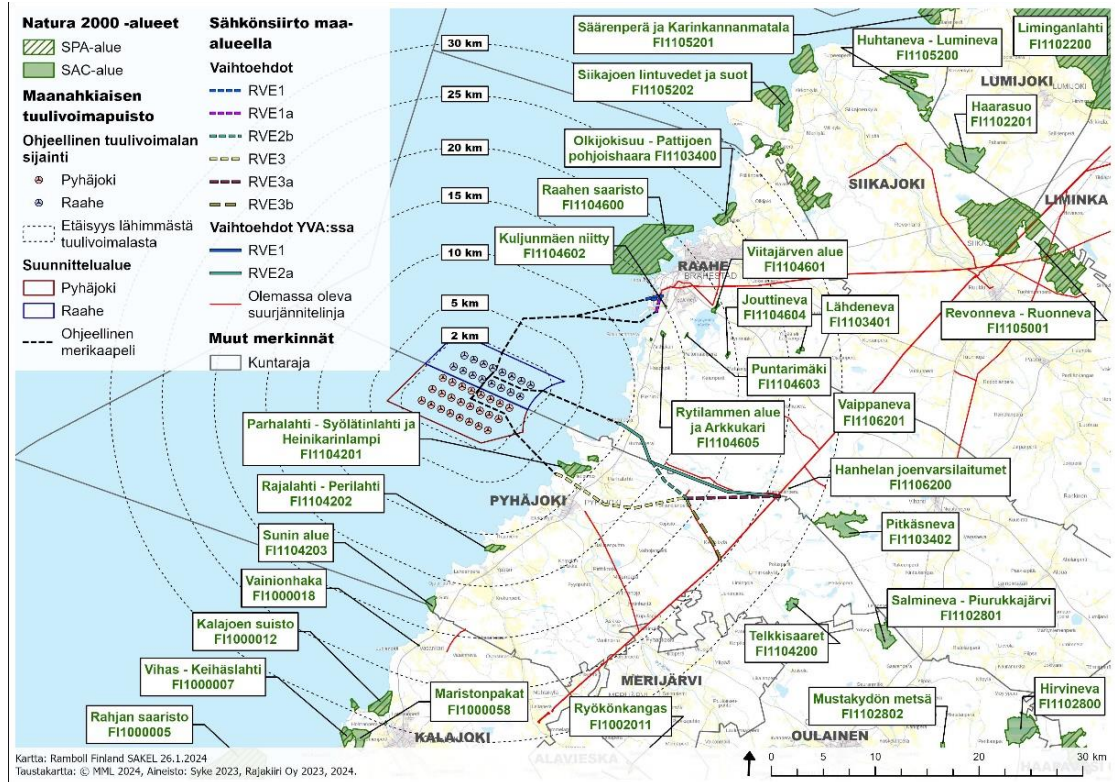 Natura 2000 -alueet
SPA-alue
SAC-alue
Maanahkiaisen
tuulivoimapuisto
Ohjeellinen tuulivoimalan
sijainti
Pyhäjoki
Raahe
Etäisyys lähimmästä
tuulivoimalasta
Suunnittelualue
Pyhäjoki
Raahe
Ohjeellinen
merikaapeli
Sähkönsiirto maa-
alueella
Vaihtoehdot
RVE1
RVE1a
RVE2b
RVE3
RVE3a
RVE3b
Vaihtoehdot YVA:ssa
RVE1
RVE2a
Olemassa oleva
suurjännitelinja
Muut merkinnät
Kuntaraja
30 km
25 km
20 km
15 km
10 km
5 km
2 km
Säärenperä ja Karinkannanmatala
FI1105201
Huhtaneva - Lumineva
FI1105200
Liminganlahti
FI1102200
Siikajoen lintuvedet ja suot
FI1105202
LUMIJOKI
Haarasuo
FI1102201
Olkijokisuu - Pattijoen
pohjoishaara FI1103400
SIIKAJOKI
LIMINKA
Raahen saaristo
FI1104600
Kuljunmäen niitty
FI1104602
RAAHE
BRAHESTAD
Viitajärven alue
FI1104601
Jouttineva
FI1104604
Lähdeneva
FI1103401
Revonneva - Ruonneva
FI1105001
Puntarimäki
FI1104603
Rytilammen alue
ja Arkkukari
FI1104605
Vaippaneva
FI1106201
Parhalahti - Syölätinlahti ja
Heinikarinlampi
FI1104201
Hanhelan joenvarsilaitumet
FI1106200
Rajalahti - Perilahti
FI1104202
PYHÄJOKI
Pitkäsneva
FI1103402
Sunin alue
FI1104203
Vainionhaka
FI1000018
Salmineva - Piurukkajärvi
FI1102801
Kalajoen suisto
FI1000012
Telkkisaaret
FI1104200
Vihas - Keihäslahti
FI1000007
MERIJÄRVI
Maristonpakat
FI1000058
Ryökönkangas
FI1002011
Mustakydön metsä
FI1102802
Hirvineva
FI1102800
Rahjan saaristo
FI1000005
KALAJOKI
OULAINEN
ALAVIESKA
HAAPAVESI
Kartta: Ramboll Finland SAKEL 26.1.2024
Taustakartta: © MML 2024, Aineisto: Syke 2023, Rajakiiri Oy 2023, 2024.
0 5 10 15 20 30 km